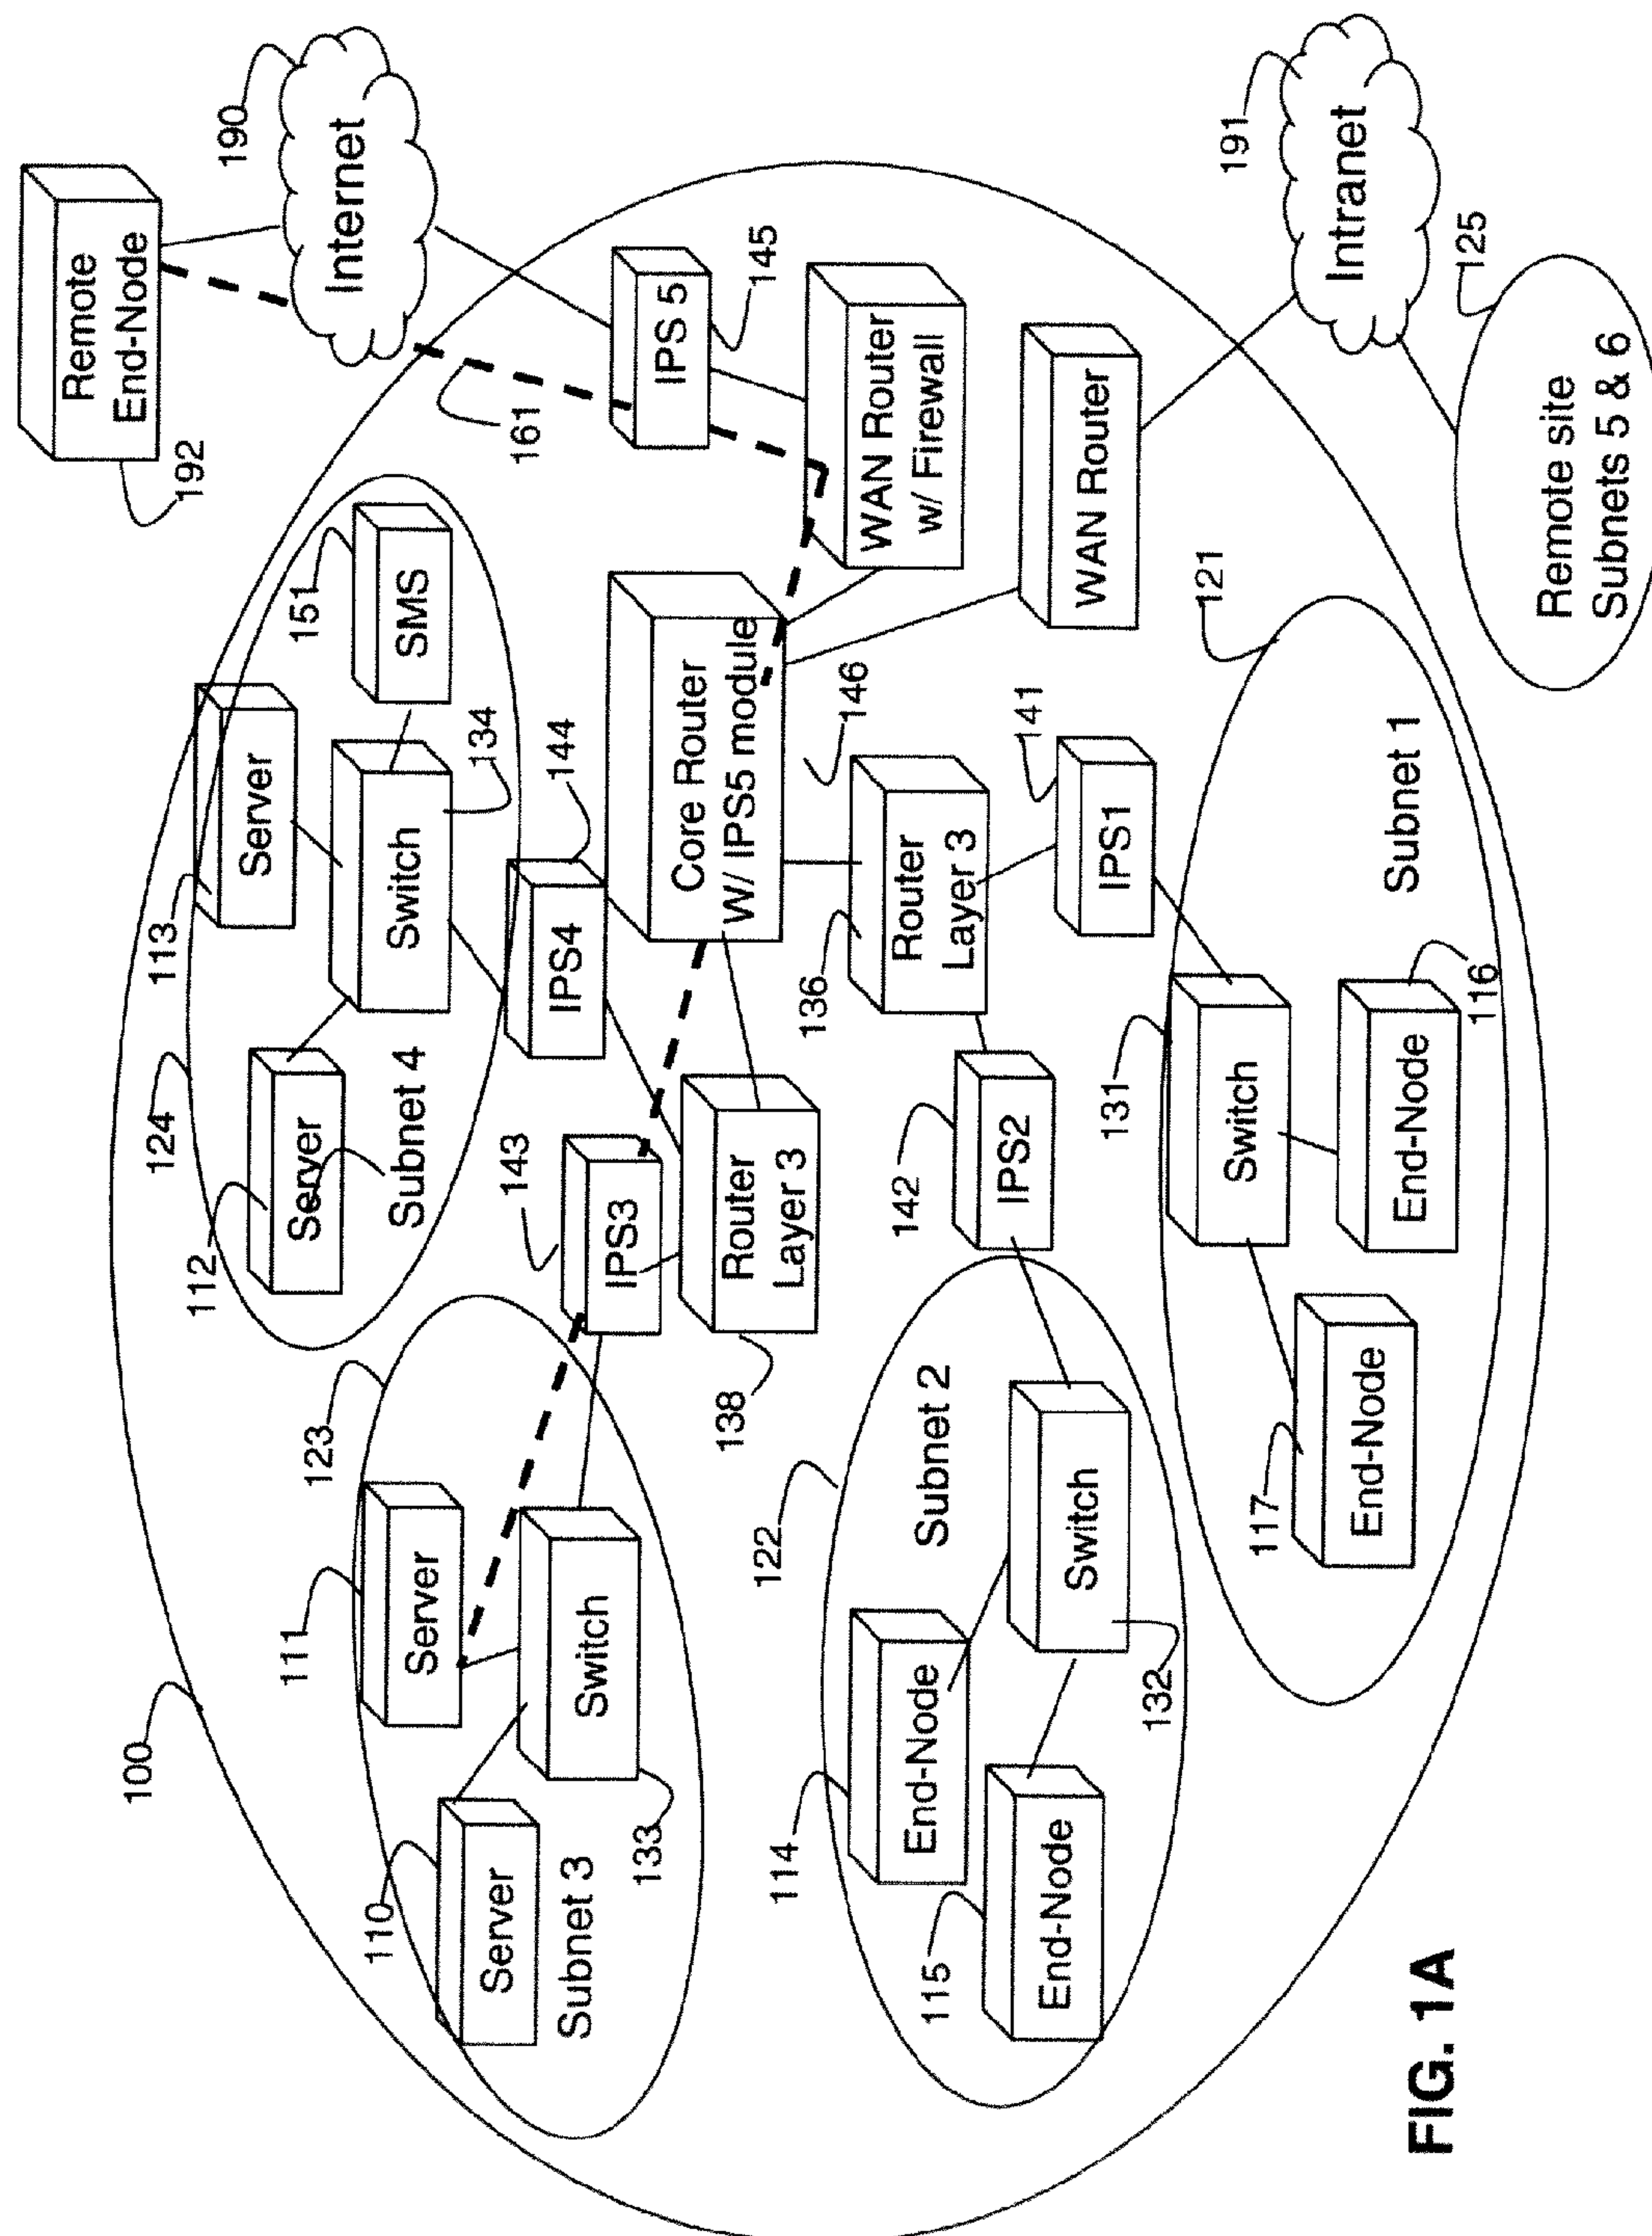 Remote
End-Node
192
190
Internet
161
IPS 5
145
WAN Router
w/ Firewall
WAN Router
191
Intranet
125
Remote site
Subnets 5 & 6
124
113
Server
151
SMS
Switch
134
112
Server
Subnet 4
144
IPS4
Core Router
W/ IPS5 module
146
143
IPS3
Router
Layer 3
138
136
Router
Layer 3
141
IPS1
142
IPS2
100
123
111
Server
110
Server
Switch
133
Subnet 3
122
Subnet 2
114
End-Node
115
End-Node
Switch
132
121
Subnet 1
131
Switch
116
End-Node
117
End-Node
FIG. 1A